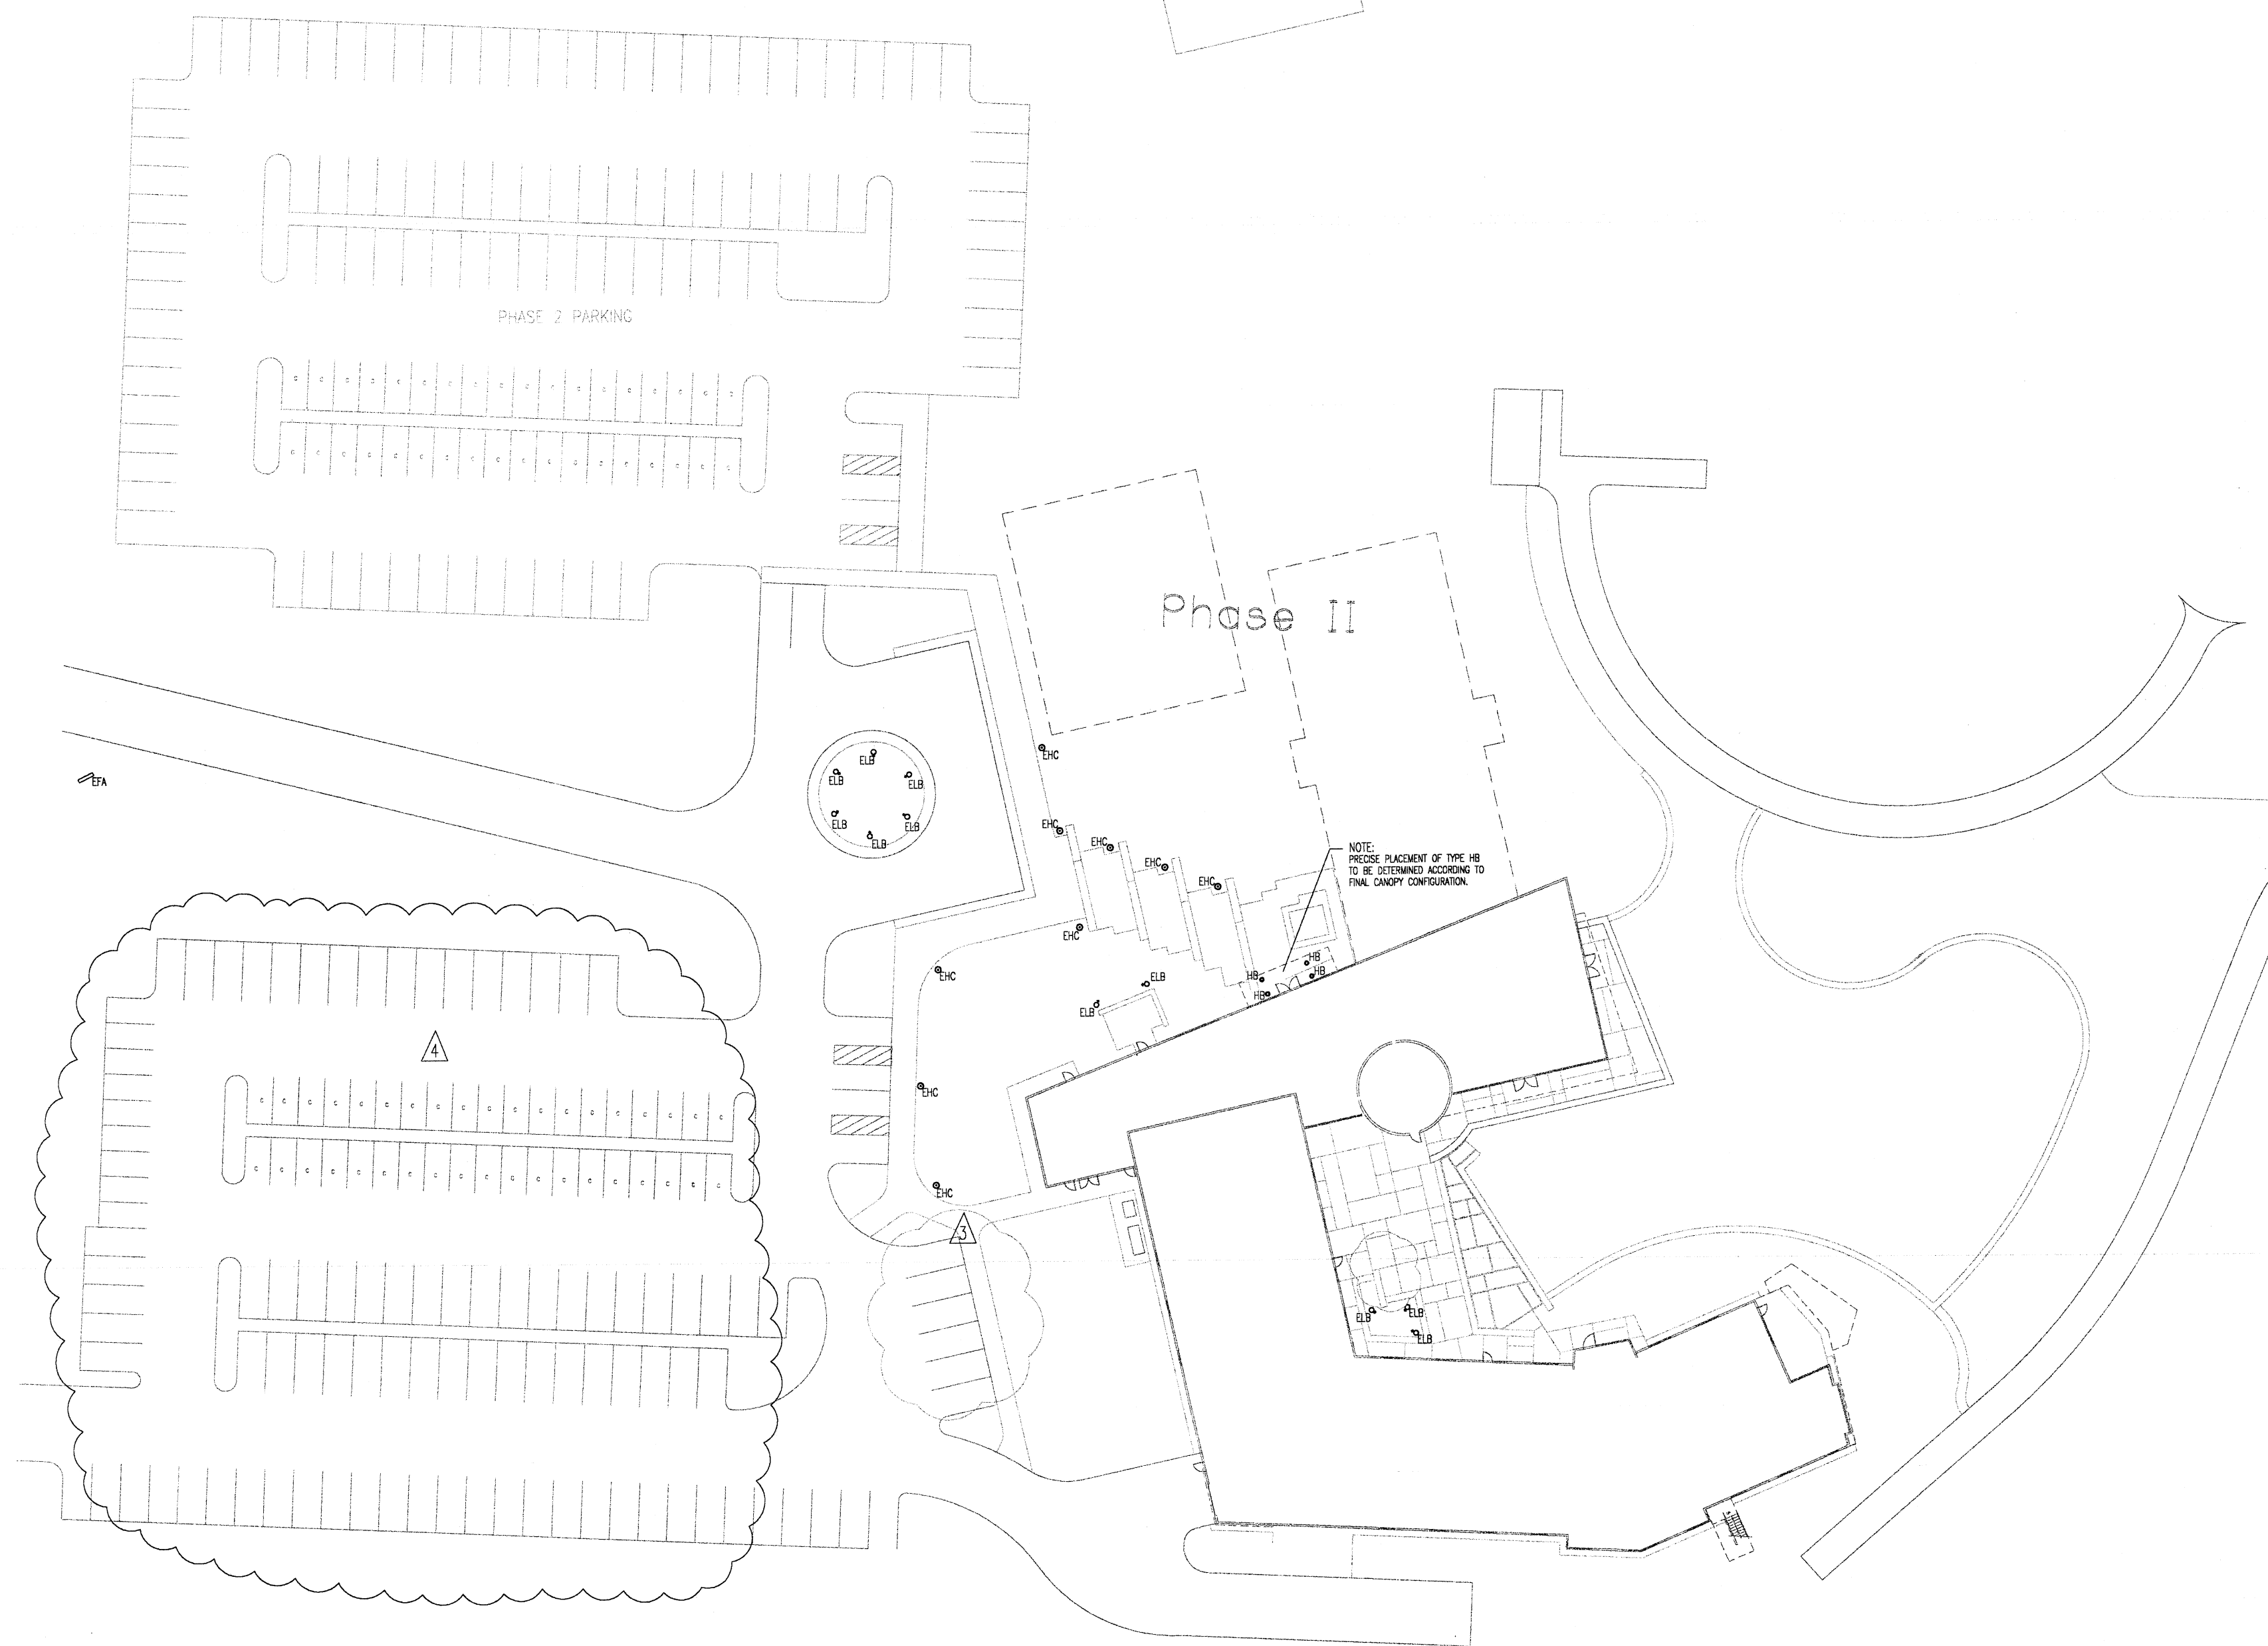 PHASE 2 PARKING
c c c c c c c c c c c c c c c c c c
c c c c c c c c c c c c c c c c c c
Phase II
EHC
ELB
ELB
ELB
EFA
ELB
ELB
ELB
EHC
EHC
EHC
EHC
NOTE:
PRECISE PLACEMENT OF TYPE HB
TO BE DETERMINED ACCORDING TO
FINAL CANOPY CONFIGURATION.
EHC
HB
EHC
ELB
HB
HB
HB
ELB
4
EHC
c c c c c c c c c c c c c c c c c c c
c c c c c c c c c c c c c c c c c c c
EHC
3
ELB
ELB
ELB